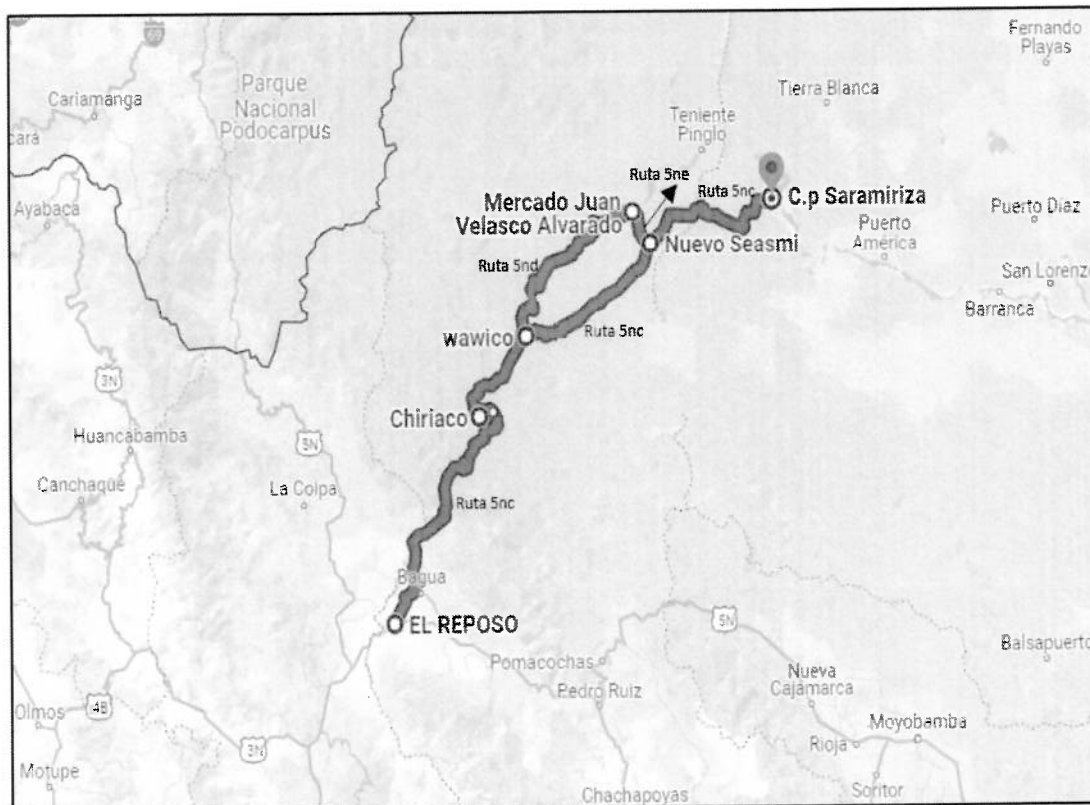 Fernando
Playas
Cariamanga
Parque
Nacional
Podocarpus
Tierra Blanca
Teniente
Pinglo
cará
Ruta 5ne
Ruta 5nc
C.p Saramiriza
Mercado Juan
Velasco Alvarado
Ayabaca
Puerto Díaz
Puerto
América
Nuevo Seasmi
Ruta 5nd
San Lorenzo
Barranca
Ruta 5nc
wawico
3N
Chiriaco
Huancabamba
5N
Canchaque
La Coipa
Ruta 5nc
Bagua
EL REPOSO
5N
Pomacochas
Balsapuerto
Nueva
Cajamarca
Pedro Ruiz
4B
Olmos
3N
Moyobamba
Rioja
Motupe
Soritor
Chachapoyas